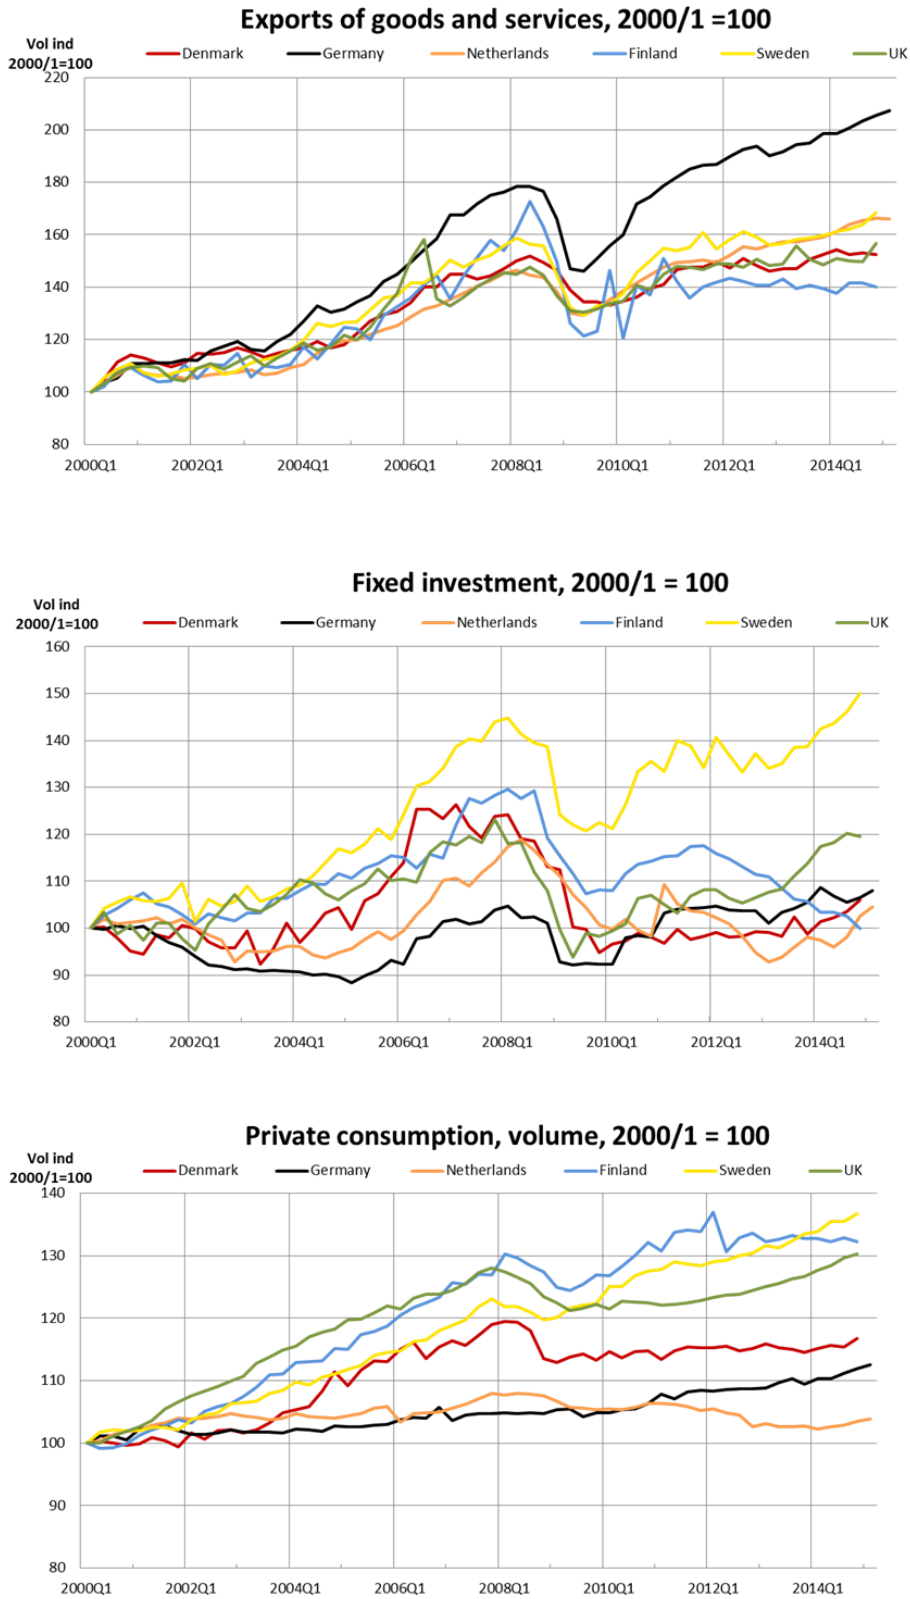 Exports of goods and services, 2000/1 =100
Vol ind
2000/1=100
Denmark Germany Netherlands Finland Sweden UK
220
200
180
160
140
120
100
80
2000Q1 2002Q1 2004Q1 2006Q1 2008Q1 2010Q1 2012Q1 2014Q1
Fixed investment, 2000/1 = 100
Vol ind
2000/1=100
Denmark Germany Netherlands Finland Sweden UK
160
150
140
130
120
110
100
90
80
2000Q1 2002Q1 2004Q1 2006Q1 2008Q1 2010Q1 2012Q1 2014Q1
Private consumption, volume, 2000/1 = 100
Vol ind
2000/1=100
Denmark Germany Netherlands Finland Sweden UK
140
130
120
110
100
90
80
2000Q1 2002Q1 2004Q1 2006Q1 2008Q1 2010Q1 2012Q1 2014Q1